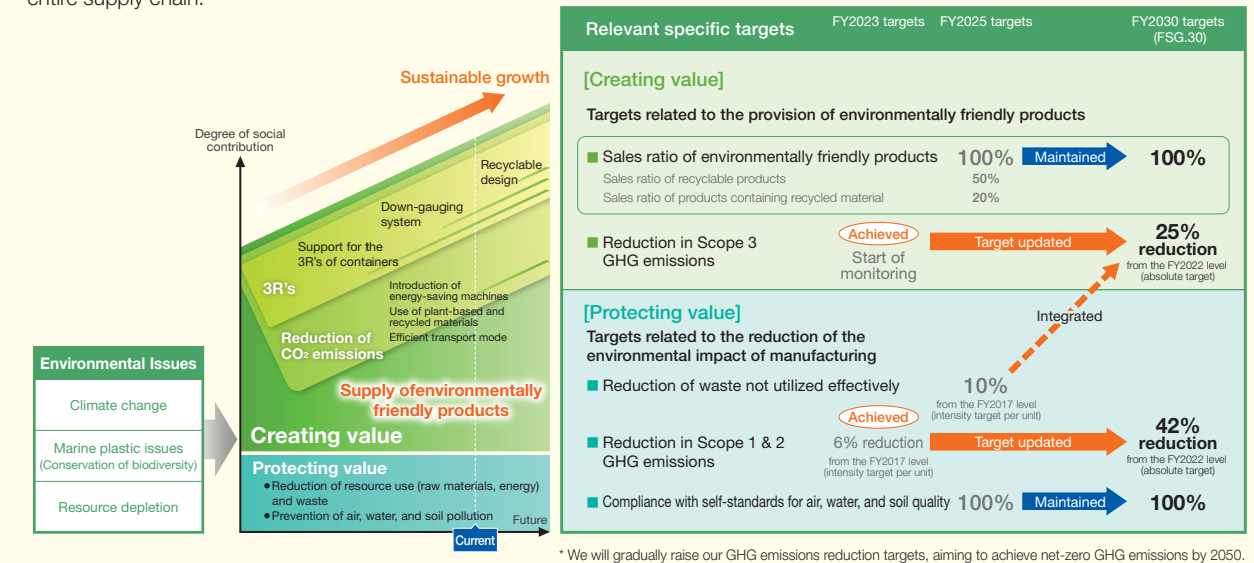 entire supply chain.
Sustainable growth
Degree of social
contribution
Recyclable
design
Down-gauging
system
Support for the
3R's of containers
3R's
Introduction of
energy-saving machines
Use of plant-based and
recycled materials
Efficient transport mode
Reduction of
CO2 emissions
Supply ofenvironmentally
friendly products
Creating value
Protecting value
●Reduction of resource use (raw materials, energy)
and waste
●Prevention of air, water, and soil pollution
Future
Current
Environmental Issues
Climate change
Marine plastic issues
(Conservation of biodiversity)
Resource depletion
Relevant specific targets
FY2023 targets
FY2025 targets
FY2030 targets
(FSG.30)
[Creating value]
Targets related to the provision of environmentally friendly products
■ Sales ratio of environmentally friendly products 100% Maintained 100%
Sales ratio of recyclable products 50%
Sales ratio of products containing recycled material 20%
■ Reduction in Scope 3
GHG emissions
Achieved
Start of
monitoring
Target updated
25%
reduction
from the FY2022 level
(absolute target)
Integrated
[Protecting value]
Targets related to the reduction of the
environmental impact of manufacturing
■ Reduction of waste not utilized effectively
10%
from the FY2017 level
(intensity target per unit)
■ Reduction in Scope 1 & 2
GHG emissions
Achieved
6% reduction
from the FY2017 level
(intensity target per unit)
Target updated
42%
reduction
from the FY2022 level
(absolute target)
■ Compliance with self-standards for air, water, and soil quality 100% Maintained 100%
* We will gradually raise our GHG emissions reduction targets, aiming to achieve net-zero GHG emissions by 2050.